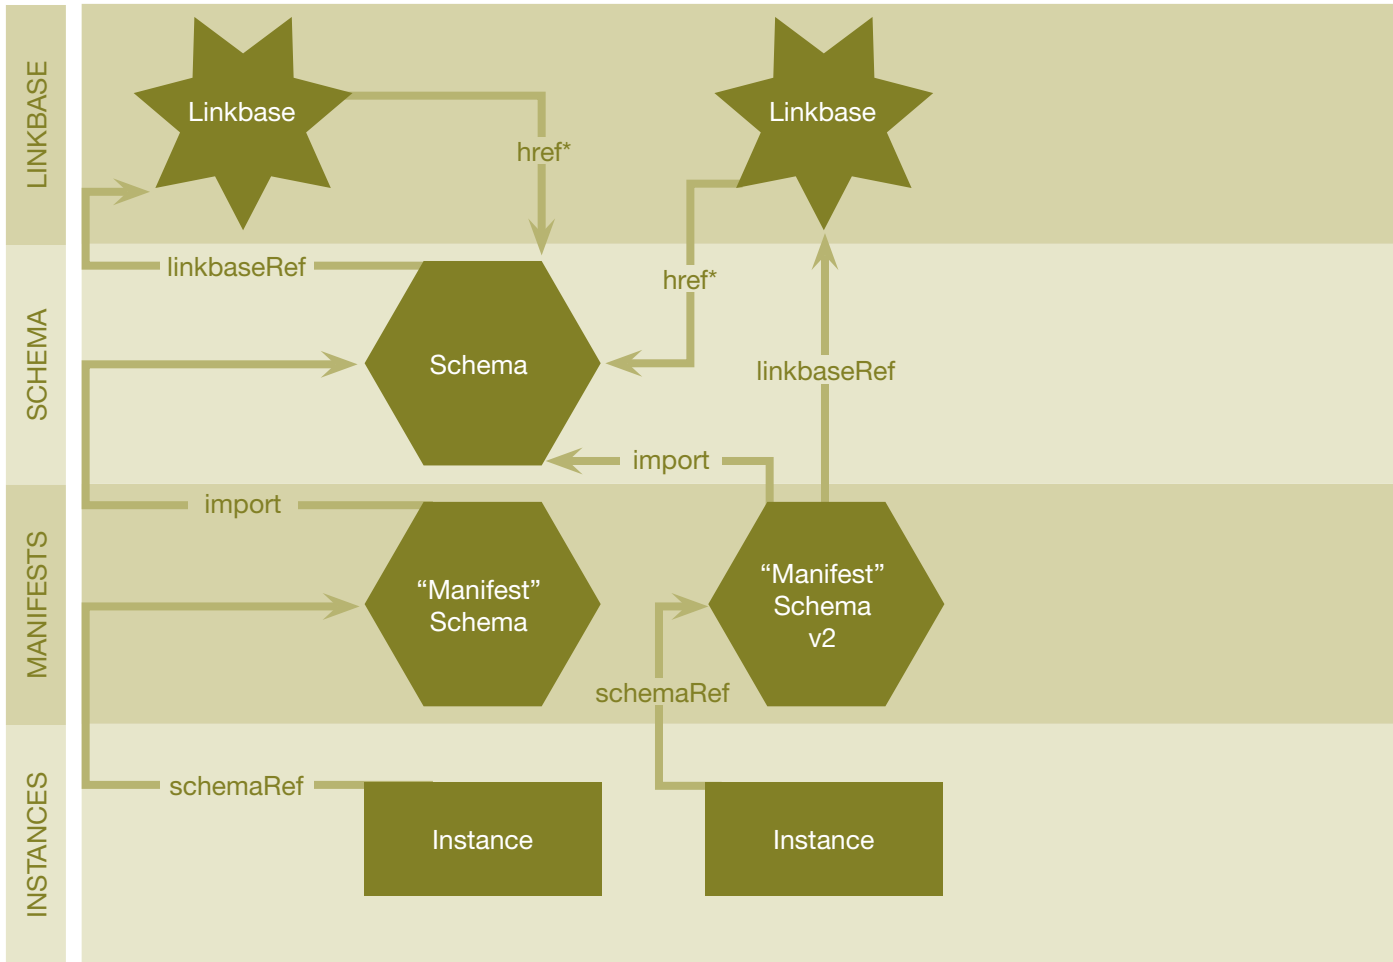 LINKBASE
Linkbase
Linkbase
href*
linkbaseRef
href*
SCHEMA
Schema
linkbaseRef
import
import
MANIFESTS
“Manifest”
Schema
“Manifest”
Schema
v2
schemaRef
schemaRef
INSTANCES
Instance
Instance